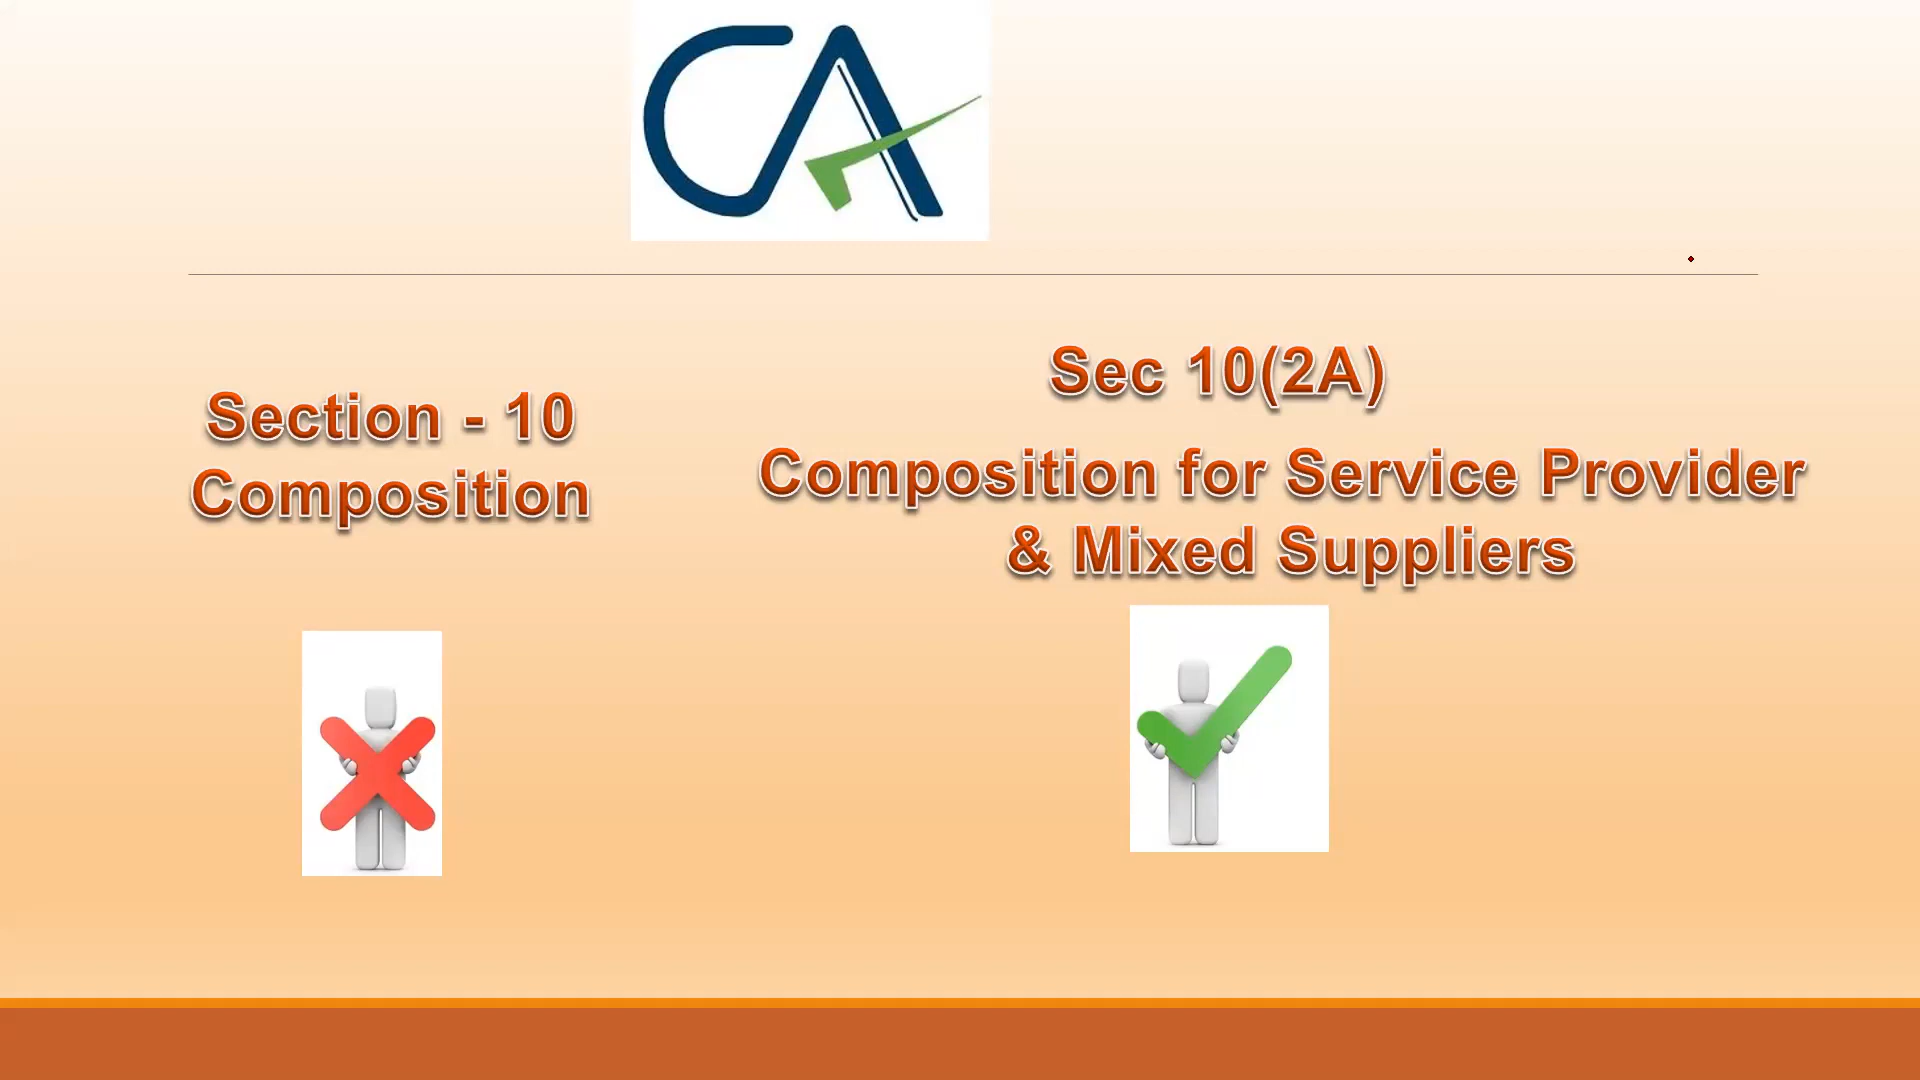 CA
Section - 10
Composition
Sec 10(2A)
Composition for Service Provider
& Mixed Suppliers